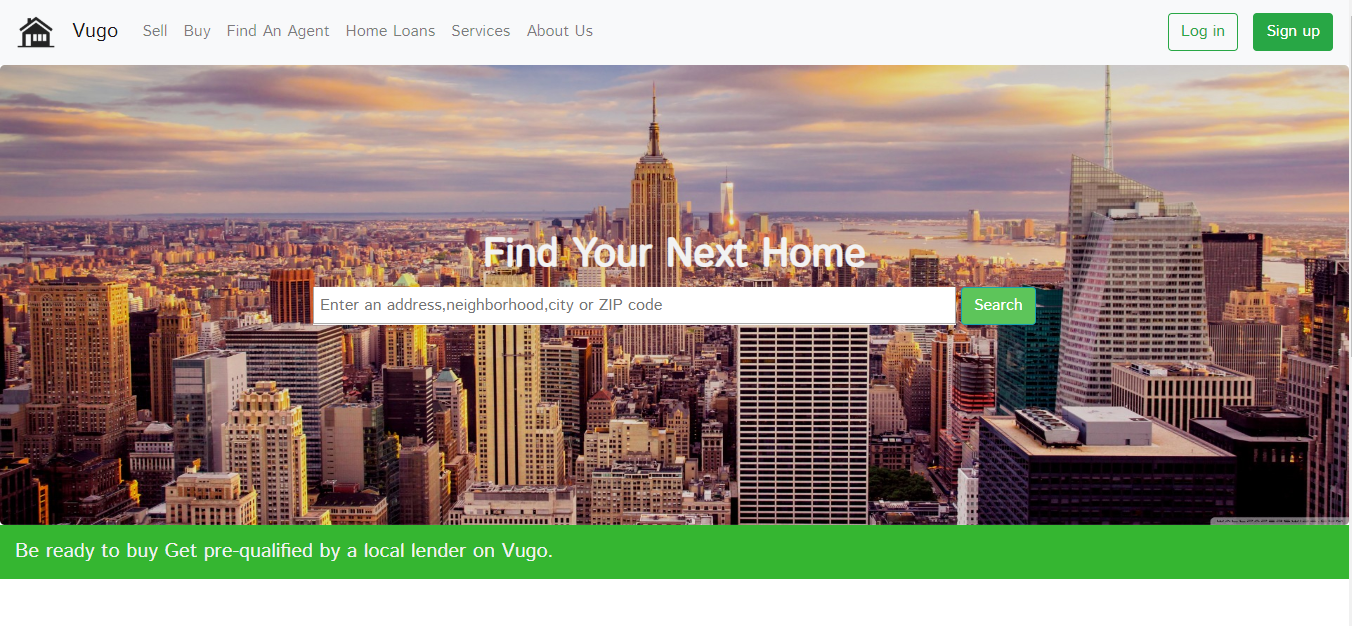 Vugo Sell Buy Find An Agent Home Loans Services About Us Log in Sign up
Find Your Next Home
Enter an address,neighborhood,city or ZIP code Search
Be ready to buy Get pre-qualified by a local lender on Vugo.